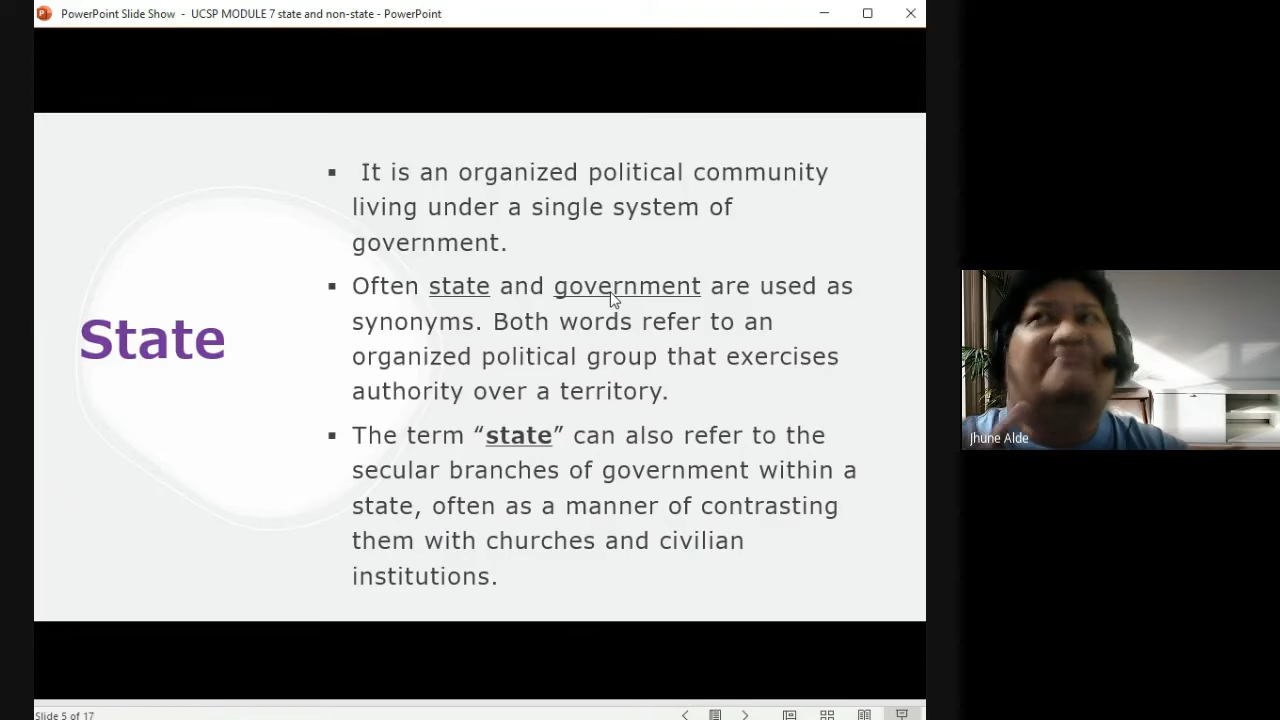 PowerPoint Slide Show - UCSP MODULE 7 state and non-state - PowerPoint
▪ It is an organized political community
living under a single system of
government.
▪ Often state and government are used as
synonyms. Both words refer to an
organized political group that exercises
authority over a territory.
▪ The term “state” can also refer to the
secular branches of government within a
state, often as a manner of contrasting
them with churches and civilian
institutions.
State
Jhune Alde
Slide 5 of 17